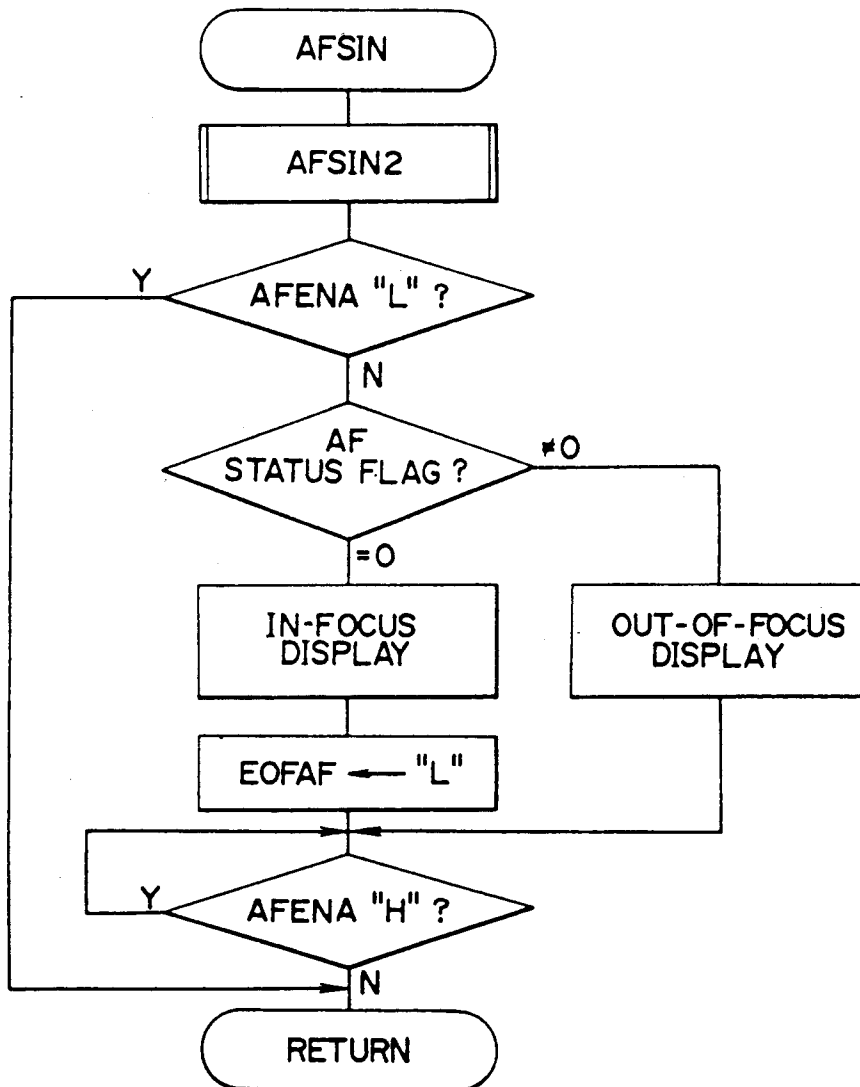 AFSIN
AFSIN2
Y
AFENA "L" ?
N
AF
STATUS FLAG ?
≠0
=0
IN-FOCUS
DISPLAY
OUT-OF-FOCUS
DISPLAY
EOFAF ← "L"
Y
AFENA "H" ?
N
RETURN